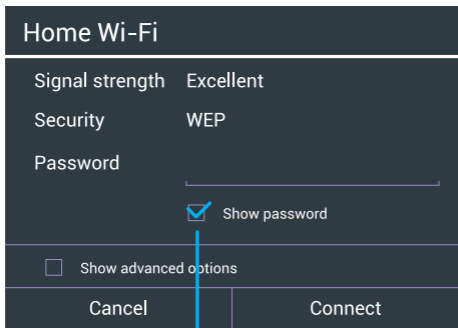 Home Wi-Fi
Signal strength Excellent
Security WEP
Password
Show password
Show advanced options
Cancel Connect